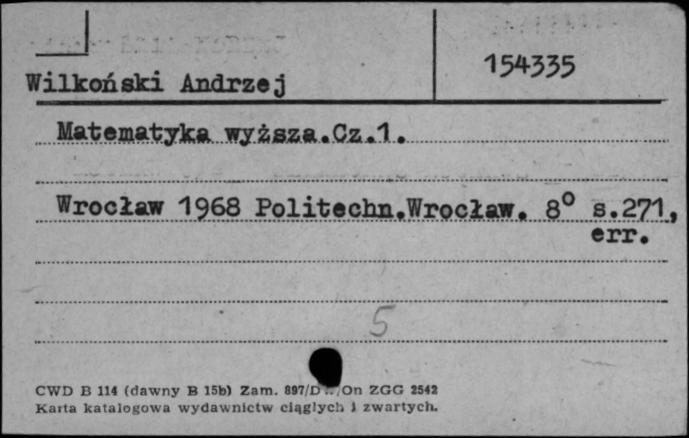 154335
Wilkoński Andrzej
Matematyka wyższa.Cz.1.
Wrocław 1968 Politechn.Wrocław. 8° s.271,
err.
5
CWD B 114 (dawny B 15b) Zam. 897/D /On ZGG 2542
Karta katalogowa wydawnictw ciągłych i zwartych.